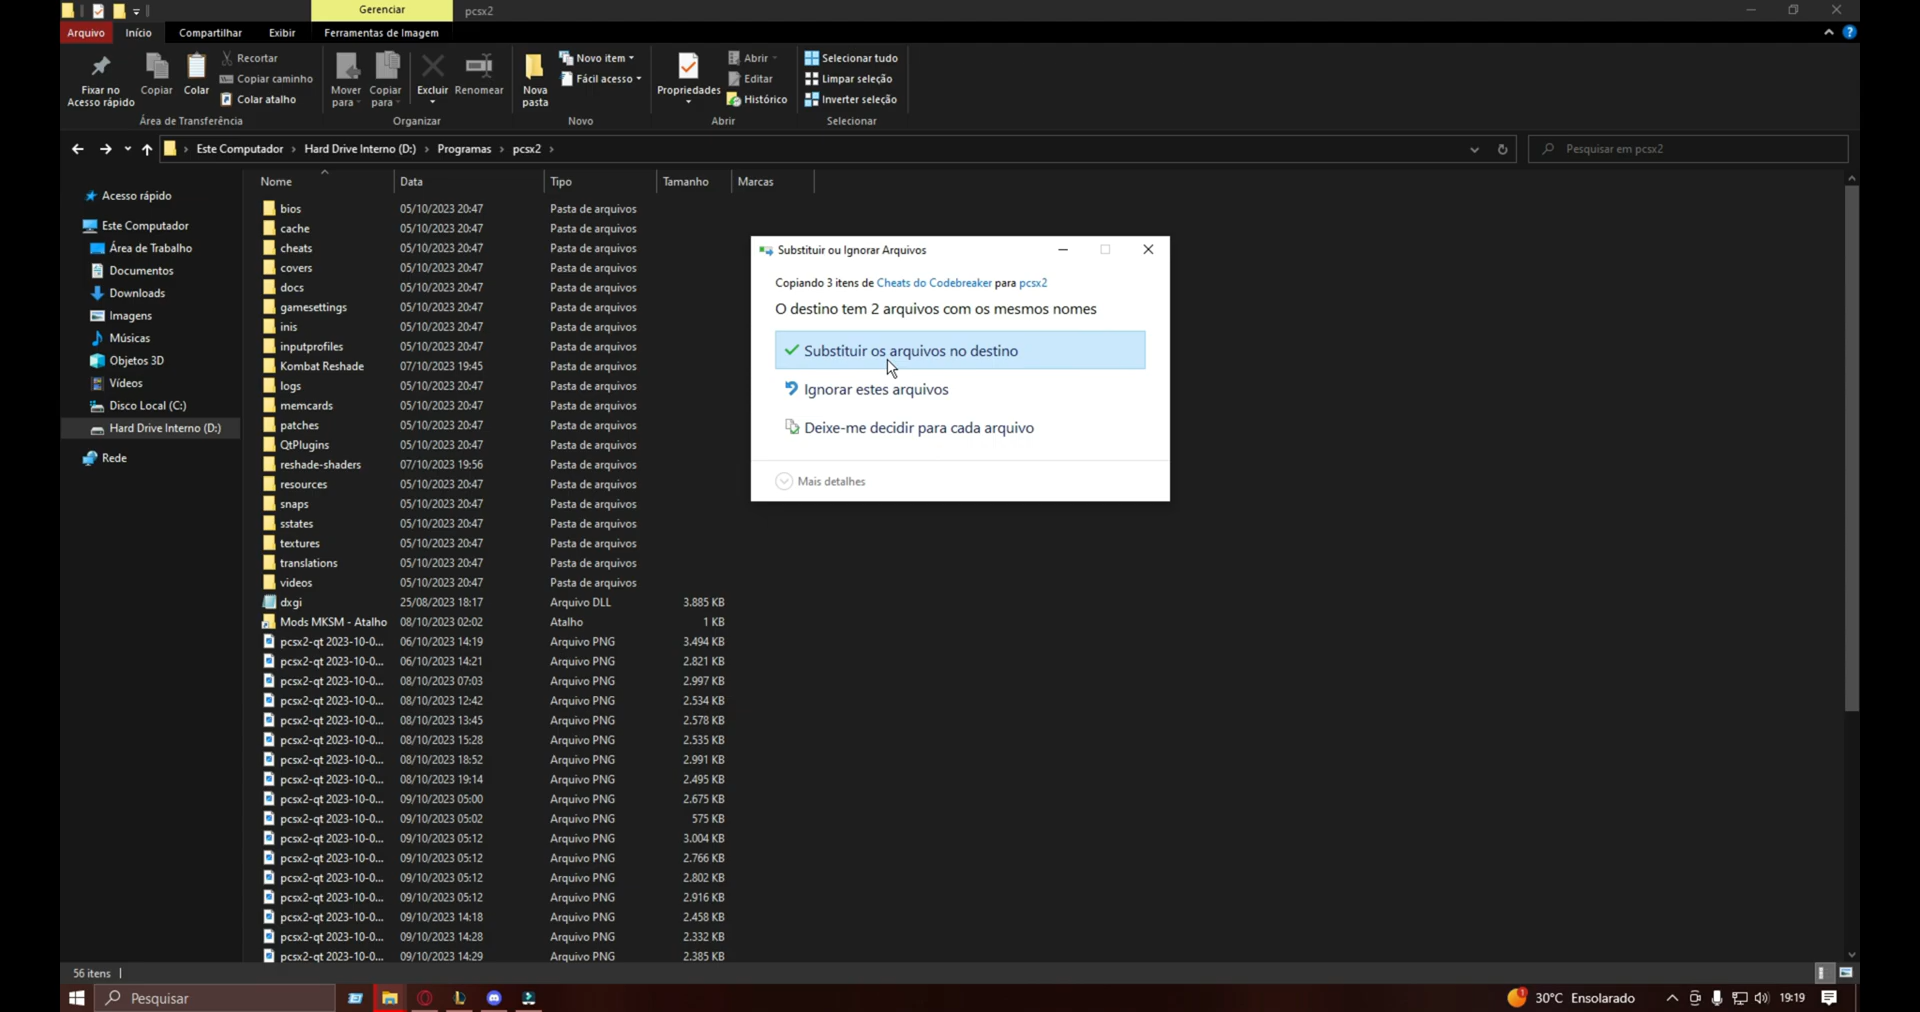 Gerenciar
pcsx2
Arquivo
Início
Compartilhar
Exibir
Ferramentas de Imagem
Fixar no
Acesso rápido
Copiar
Colar
Recortar
Copiar caminho
Colar atalho
Área de Transferência
Mover
para
Copiar
para
Excluir
Renomear
Organizar
Nova
pasta
Novo item
Fácil acesso
Novo
Propriedades
Abrir
Editar
Histórico
Abrir
Selecionar tudo
Limpar seleção
Inverter seleção
Selecionar
Este Computador > Hard Drive Interno (D:) > Programas > pcsx2 >
Pesquisar em pcsx2
Acesso rápido
Este Computador
Área de Trabalho
Documentos
Downloads
Imagens
Músicas
Objetos 3D
Vídeos
Disco Local (C:)
Hard Drive Interno (D:)
Rede
Nome Data Tipo Tamanho Marcas
bios 05/10/2023 20:47 Pasta de arquivos
cache 05/10/2023 20:47 Pasta de arquivos
cheats 05/10/2023 20:47 Pasta de arquivos
covers 05/10/2023 20:47 Pasta de arquivos
docs 05/10/2023 20:47 Pasta de arquivos
gamesettings 05/10/2023 20:47 Pasta de arquivos
inis 05/10/2023 20:47 Pasta de arquivos
inputprofiles 05/10/2023 20:47 Pasta de arquivos
Kombat Reshade 07/10/2023 19:45 Pasta de arquivos
logs 05/10/2023 20:47 Pasta de arquivos
memcards 05/10/2023 20:47 Pasta de arquivos
patches 05/10/2023 20:47 Pasta de arquivos
QtPlugins 05/10/2023 20:47 Pasta de arquivos
reshade-shaders 07/10/2023 19:56 Pasta de arquivos
resources 05/10/2023 20:47 Pasta de arquivos
snaps 05/10/2023 20:47 Pasta de arquivos
sstates 05/10/2023 20:47 Pasta de arquivos
textures 05/10/2023 20:47 Pasta de arquivos
translations 05/10/2023 20:47 Pasta de arquivos
videos 05/10/2023 20:47 Pasta de arquivos
dxgi 25/08/2023 18:17 Arquivo DLL 3.885 KB
Mods MKSM - Atalho 08/10/2023 02:02 Atalho 1 KB
pcsx2-qt 2023-10-0... 06/10/2023 14:19 Arquivo PNG 3.494 KB
pcsx2-qt 2023-10-0... 06/10/2023 14:21 Arquivo PNG 2.821 KB
pcsx2-qt 2023-10-0... 08/10/2023 07:03 Arquivo PNG 2.997 KB
pcsx2-qt 2023-10-0... 08/10/2023 12:42 Arquivo PNG 2.534 KB
pcsx2-qt 2023-10-0... 08/10/2023 13:45 Arquivo PNG 2.578 KB
pcsx2-qt 2023-10-0... 08/10/2023 15:28 Arquivo PNG 2.535 KB
pcsx2-qt 2023-10-0... 08/10/2023 18:52 Arquivo PNG 2.991 KB
pcsx2-qt 2023-10-0... 08/10/2023 19:14 Arquivo PNG 2.495 KB
pcsx2-qt 2023-10-0... 09/10/2023 05:00 Arquivo PNG 2.675 KB
pcsx2-qt 2023-10-0... 09/10/2023 05:02 Arquivo PNG 575 KB
pcsx2-qt 2023-10-0... 09/10/2023 05:12 Arquivo PNG 3.004 KB
pcsx2-qt 2023-10-0... 09/10/2023 05:12 Arquivo PNG 2.766 KB
pcsx2-qt 2023-10-0... 09/10/2023 05:12 Arquivo PNG 2.802 KB
pcsx2-qt 2023-10-0... 09/10/2023 05:12 Arquivo PNG 2.916 KB
pcsx2-qt 2023-10-0... 09/10/2023 14:18 Arquivo PNG 2.458 KB
pcsx2-qt 2023-10-0... 09/10/2023 14:28 Arquivo PNG 2.332 KB
pcsx2-qt 2023-10-0... 09/10/2023 14:29 Arquivo PNG 2.385 KB
Substituir ou Ignorar Arquivos
Copiando 3 itens de Cheats do Codebreaker para pcsx2
O destino tem 2 arquivos com os mesmos nomes
Substituir os arquivos no destino
Ignorar estes arquivos
Deixe-me decidir para cada arquivo
Mais detalhes
56 itens
Pesquisar
30°C Ensolarado
19:19